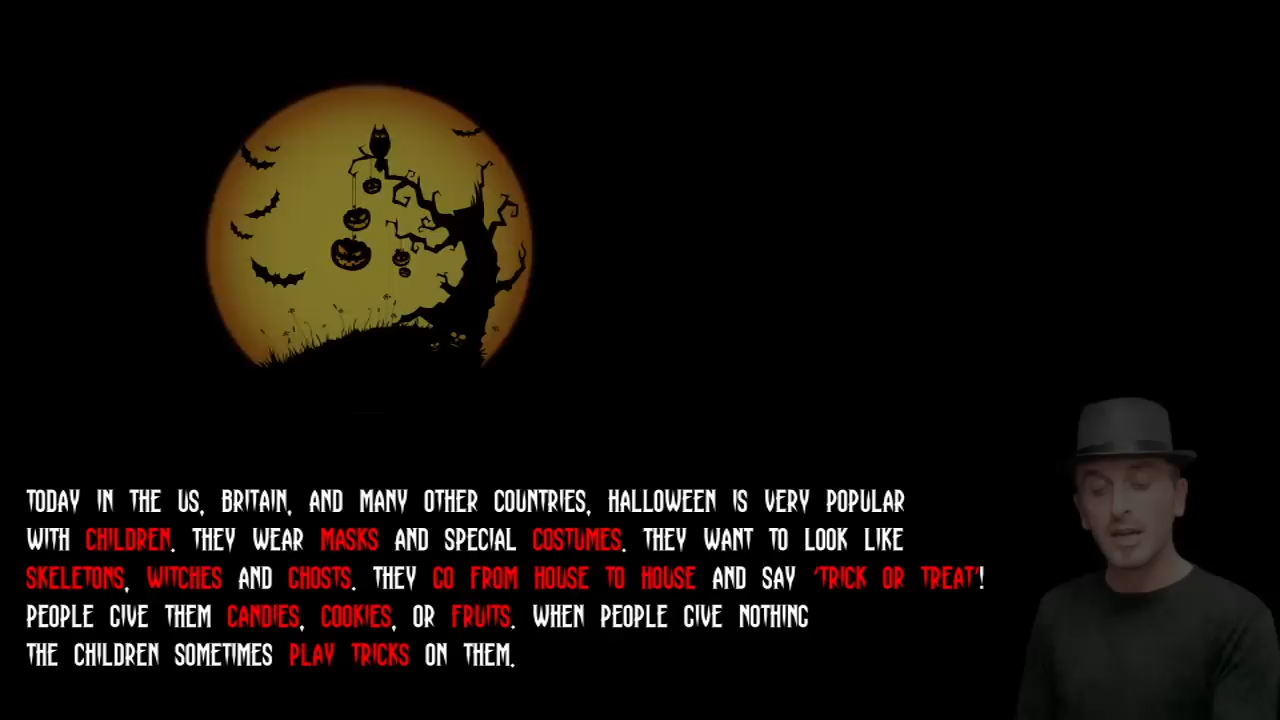 TODAY IN THE US, BRITAIN, AND MANY OTHER COUNTRIES, HALLOWEEN IS VERY POPULAR
WITH CHILDREN. THEY WEAR MASKS AND SPECIAL COSTUMES. THEY WANT TO LOOK LIKE
SKELETONS, WITCHES AND GHOSTS. THEY GO FROM HOUSE TO HOUSE AND SAY 'TRICK OR TREAT'!
PEOPLE GIVE THEM CANDIES, COOKIES, OR FRUITS. WHEN PEOPLE GIVE NOTHING
THE CHILDREN SOMETIMES PLAY TRICKS ON THEM.